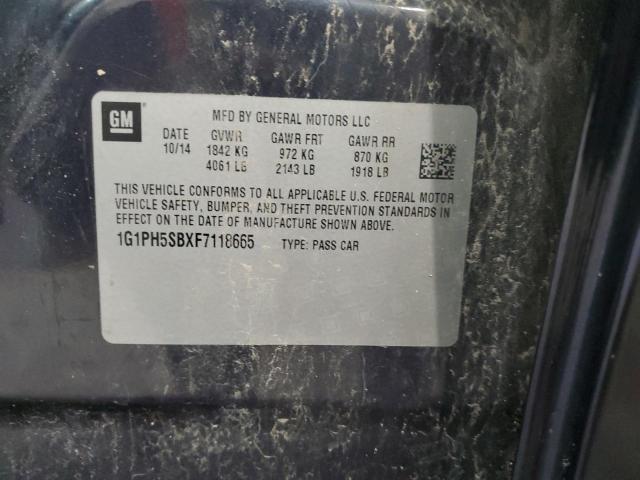 GM
MFD BY GENERAL MOTORS LLC
DATE GVWR GAWR FRT GAWR RR
10/14 1842 KG 972 KG 870 KG
4061 LB 2143 LB 1918 LB
THIS VEHICLE CONFORMS TO ALL APPLICABLE U.S. FEDERAL MOTOR
VEHICLE SAFETY, BUMPER, AND THEFT PREVENTION STANDARDS IN
EFFECT ON THE DATE OF MANUFACTURE SHOWN ABOVE.
1G1PH5SBXF7118665 TYPE: PASS CAR